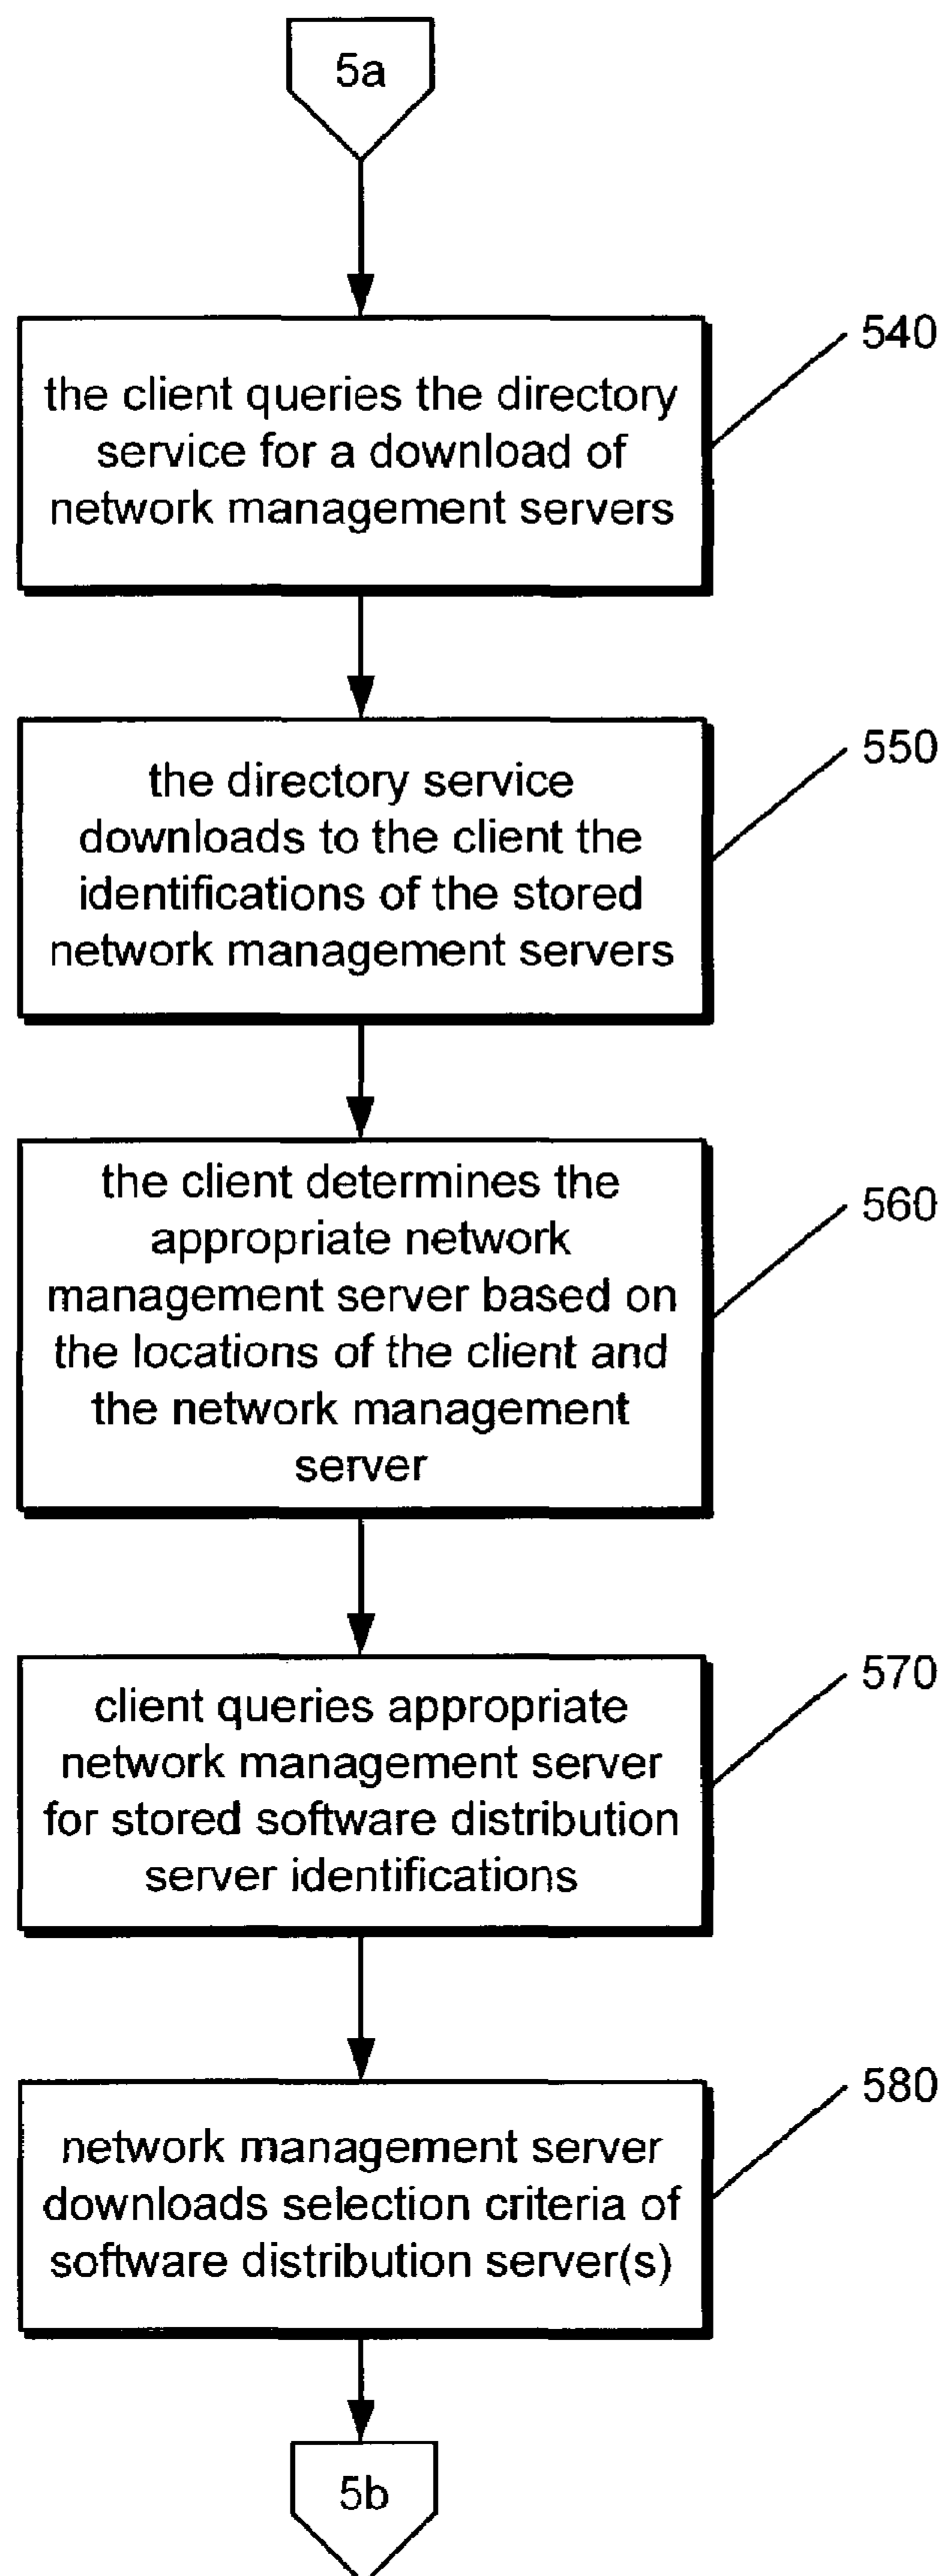 5a
540
the client queries the directory
service for a download of
network management servers
550
the directory service
downloads to the client the
identifications of the stored
network management servers
560
the client determines the
appropriate network
management server based on
the locations of the client and
the network management
server
570
client queries appropriate
network management server
for stored software distribution
server identifications
580
network management server
downloads selection criteria of
software distribution server(s)
5b